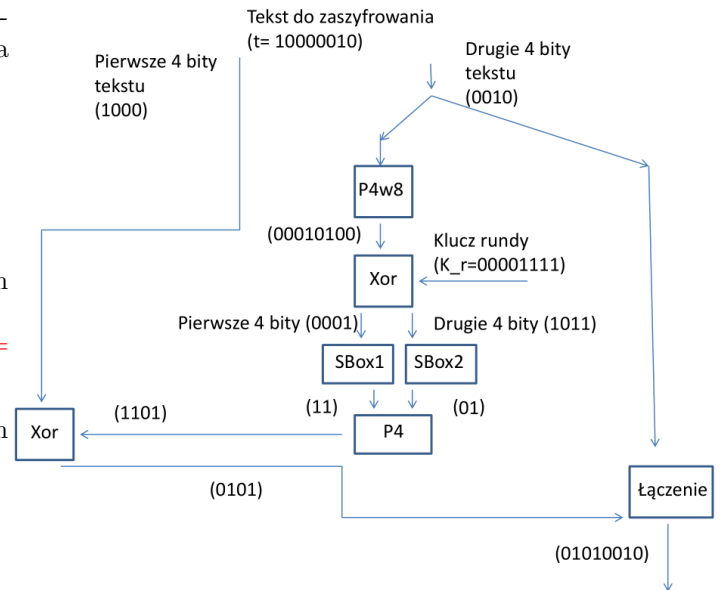 Tekst do zaszyfrowania
(t= 10000010)
Pierwsze 4 bity
tekstu
(1000)
Drugie 4 bity
tekstu
(0010)
P4w8
(00010100)
Klucz rundy
(K_r=00001111)
Xor
Pierwsze 4 bity (0001)
Drugie 4 bity (1011)
SBox1
SBox2
(11)
(01)
P4
(1101)
Xor
(0101)
Łączenie
(01010010)
-
a
n
=
n